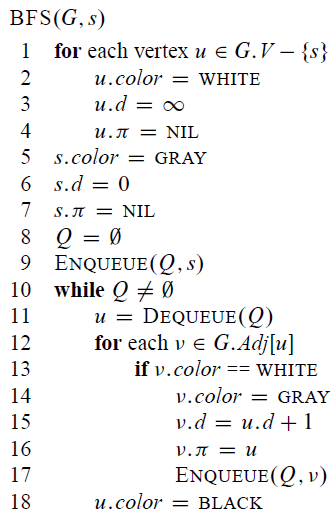 BFS(G, s)
1 for each vertex u ∈ G.V − {s}
2 u.color = WHITE
3 u.d = ∞
4 u.π = NIL
5 s.color = GRAY
6 s.d = 0
7 s.π = NIL
8 Q = ∅
9 ENQUEUE(Q, s)
10 while Q ≠ ∅
11 u = DEQUEUE(Q)
12 for each v ∈ G.Adj[u]
13 if v.color == WHITE
14 v.color = GRAY
15 v.d = u.d + 1
16 v.π = u
17 ENQUEUE(Q, v)
18 u.color = BLACK